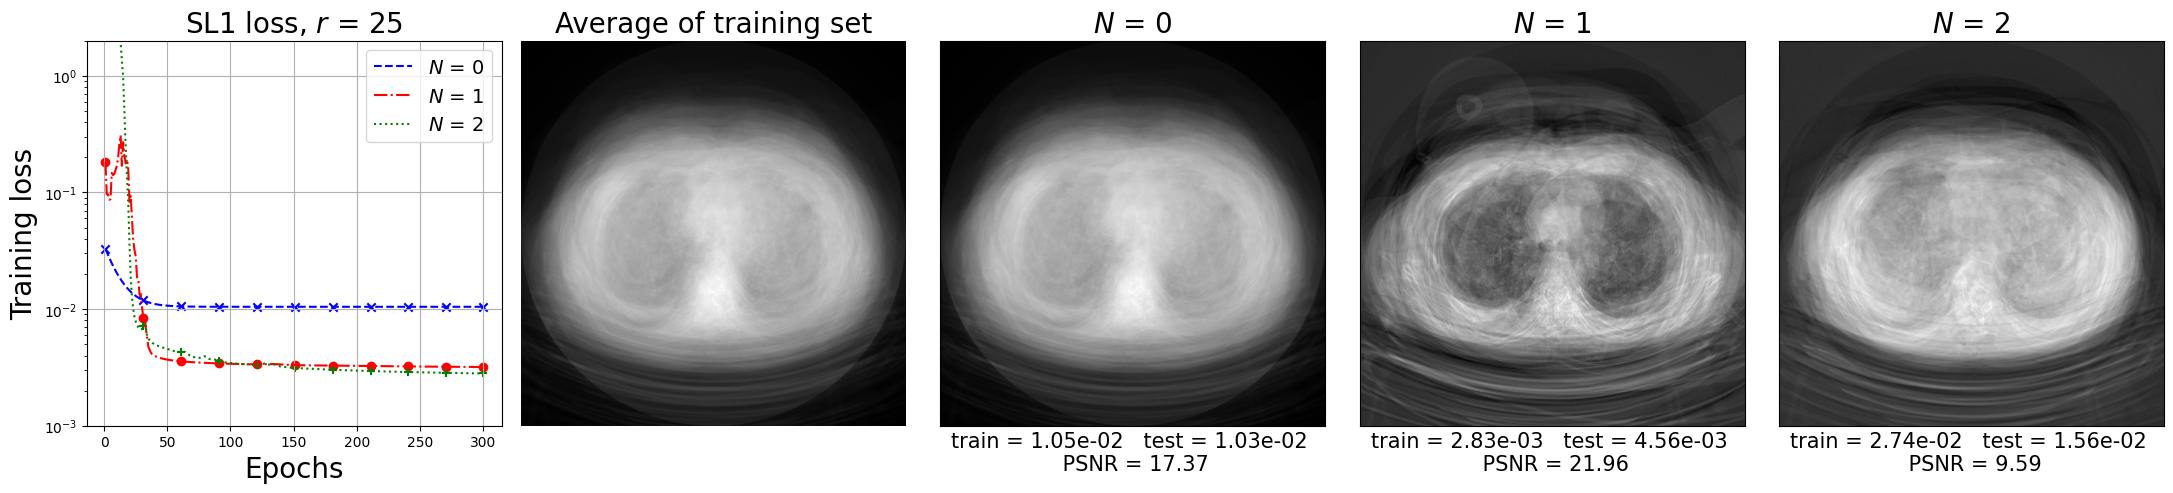 SL1 loss, r = 25
Training loss
10⁰
10⁻¹
10⁻²
10⁻³
0 50 100 150 200 250 300
Epochs
N = 0
N = 1
N = 2
Average of training set
N = 0
train = 1.05e-02 test = 1.03e-02
PSNR = 17.37
N = 1
train = 2.83e-03 test = 4.56e-03
PSNR = 21.96
N = 2
train = 2.74e-02 test = 1.56e-02
PSNR = 9.59